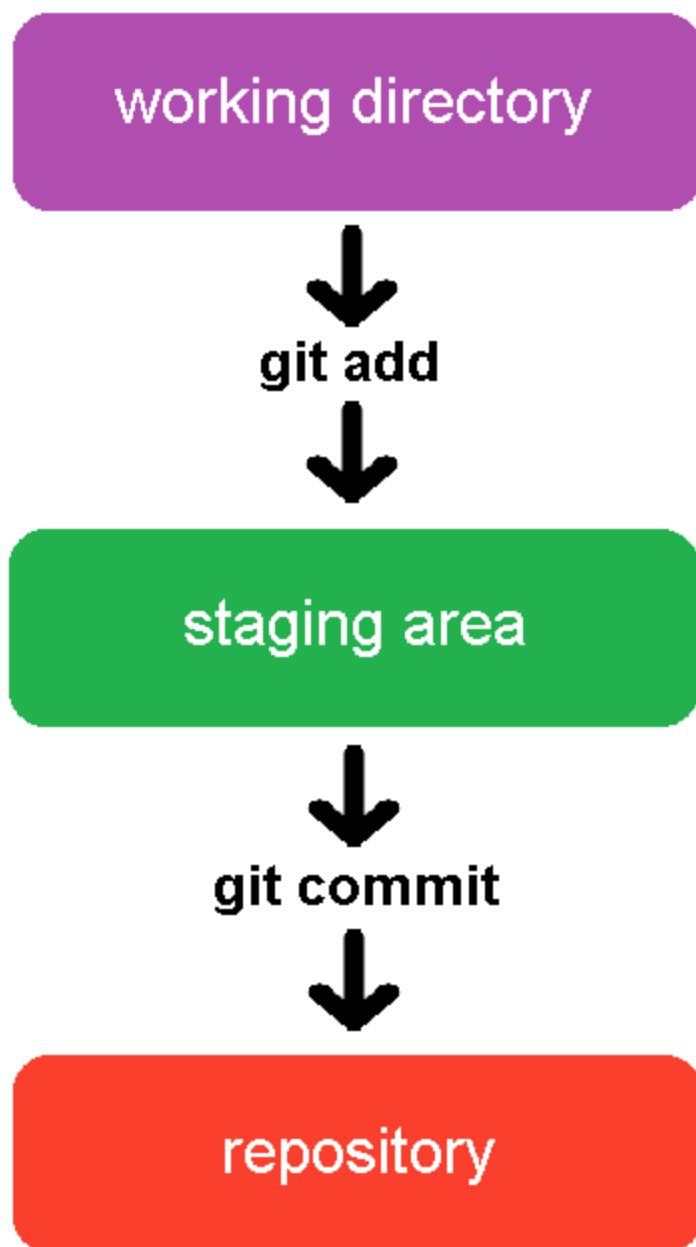 working directory
git add
staging area
git commit
repository